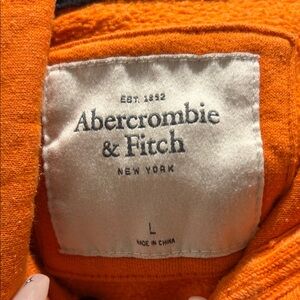 EST. 1892
Abercrombie
& Fitch
NEW YORK
L
MADE IN CHINA